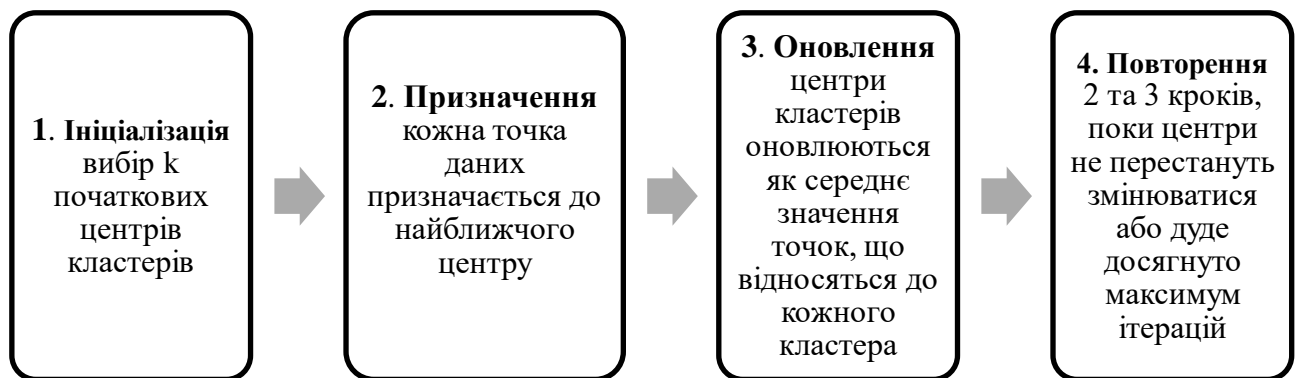 1. Ініціалізація
вибір k
початкових
центрів
кластерів
2. Призначення
кожна точка
даних
призначається до
найближчого
центру
3. Оновлення
центри
кластерів
оновлюються
як середнє
значення
точок, що
відносяться до
кожного
кластера
4. Повторення
2 та 3 кроків,
поки центри
не перестануть
змінюватися
або дуде
досягнуто
максимум
ітерацій